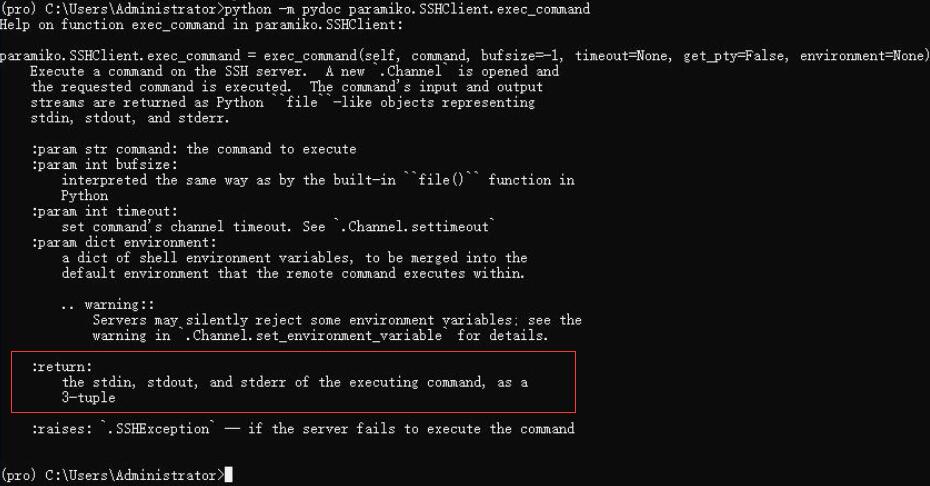 (pro) C:\Users\Administrator>python -m pydoc paramiko.SSHClient.exec_command
Help on function exec_command in paramiko.SSHClient:
paramiko.SSHClient.exec_command = exec_command(self, command, bufsize=-1, timeout=None, get_pty=False, environment=None)
Execute a command on the SSH server.  A new `.Channel` is opened and
the requested command is executed.  The command's input and output
streams are returned as Python ``file``-like objects representing
stdin, stdout, and stderr.
:param str command: the command to execute
:param int bufsize:
interpreted the same way as by the built-in ``file()`` function in
Python
:param int timeout:
set command's channel timeout. See `.Channel.settimeout`
:param dict environment:
a dict of shell environment variables, to be merged into the
default environment that the remote command executes within.
.. warning::
Servers may silently reject some environment variables; see the
warning in `.Channel.set_environment_variable` for details.
:return:
the stdin, stdout, and stderr of the executing command, as a
3-tuple
:raises: `.SSHException` -- if the server fails to execute the command
(pro) C:\Users\Administrator>